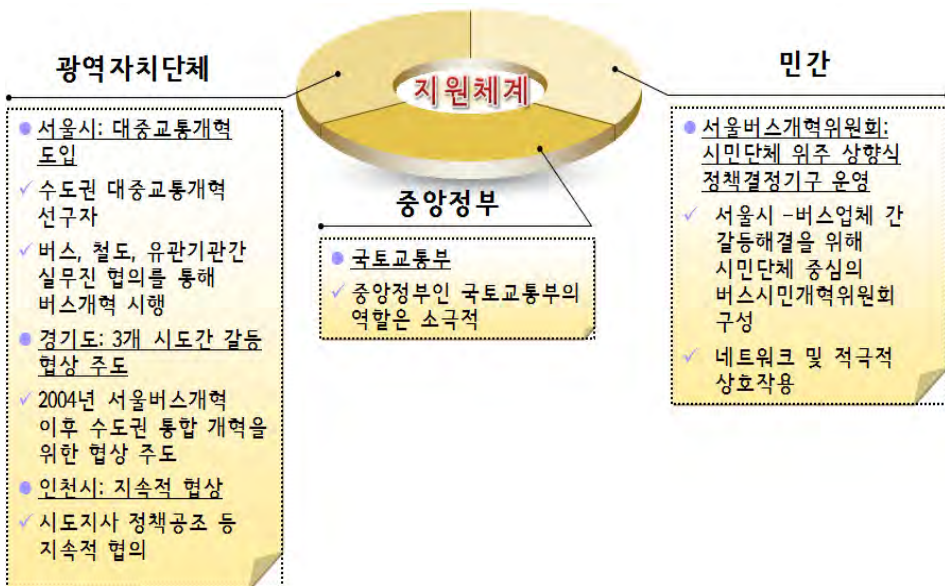 지원체계
광역자치단체
서울시: 대중교통개혁
도입
수도권 대중교통개혁
선구자
버스, 철도, 유관기관간
실무진 협의를 통해
버스개혁 시행
경기도: 3개 시도간 갈등
협상 주도
2004년 서울버스개혁
이후 수도권 통합 개혁을
위한 협상 주도
인천시: 지속적 협상
시도지사 정책공조 등
지속적 협의
중앙정부
국토교통부
중앙정부인 국토교통부의
역할은 소극적
민간
서울버스개혁위원회:
시민단체 위주 상향식
정책결정기구 운영
서울시 -버스업체 간
갈등해결을 위해
시민단체 중심의
버스시민개혁위원회
구성
네트워크 및 적극적
상호작용